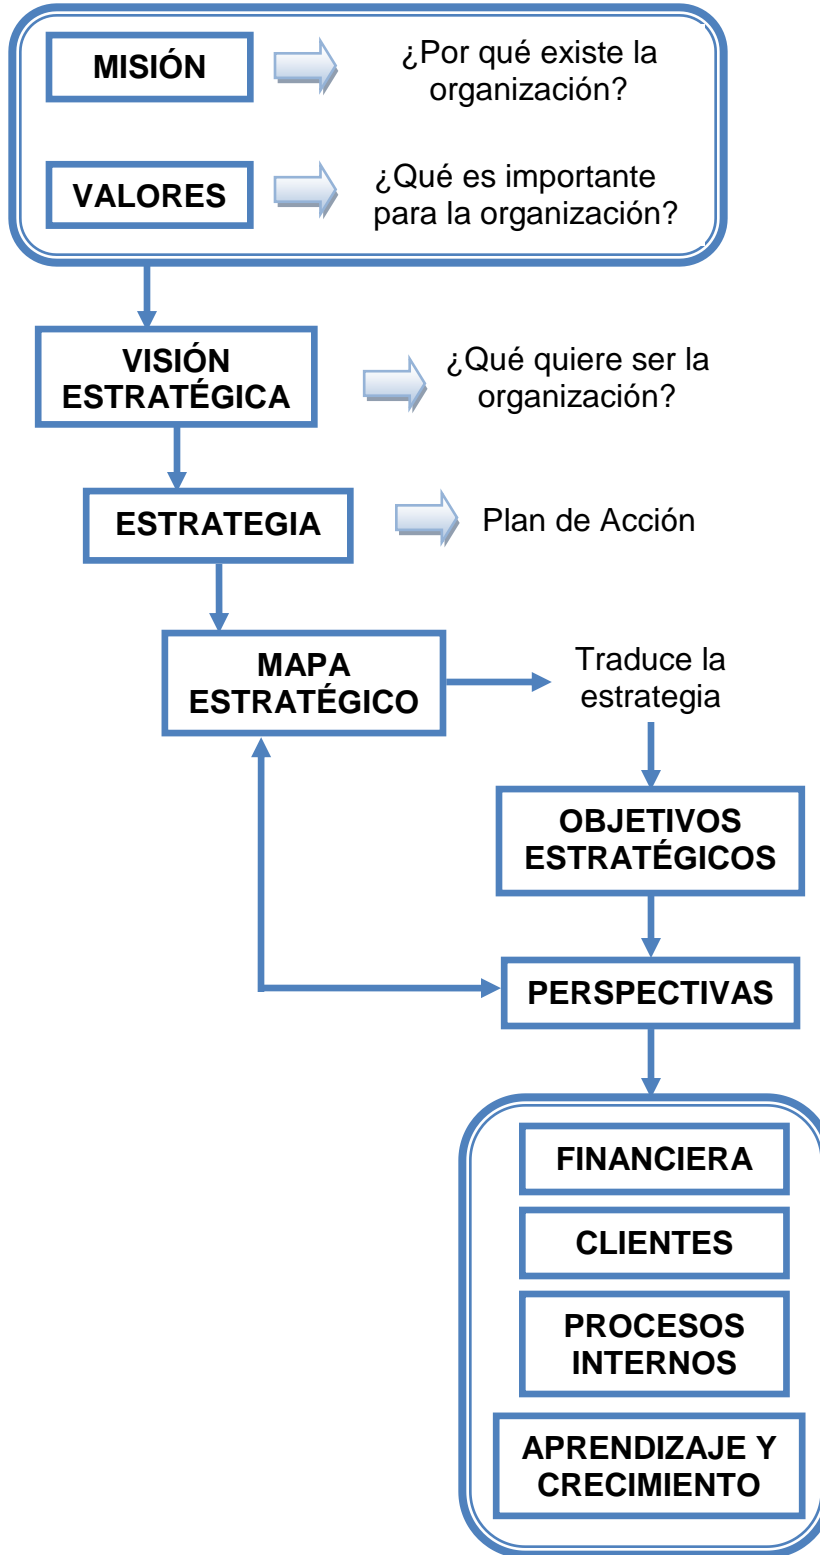 MISIÓN
¿Por qué existe la
organización?
VALORES
¿Qué es importante
para la organización?
VISIÓN
ESTRATÉGICA
¿Qué quiere ser la
organización?
ESTRATEGIA
Plan de Acción
MAPA
ESTRATÉGICO
Traduce la
estrategia
OBJETIVOS
ESTRATÉGICOS
PERSPECTIVAS
FINANCIERA
CLIENTES
PROCESOS
INTERNOS
APRENDIZAJE Y
CRECIMIENTO